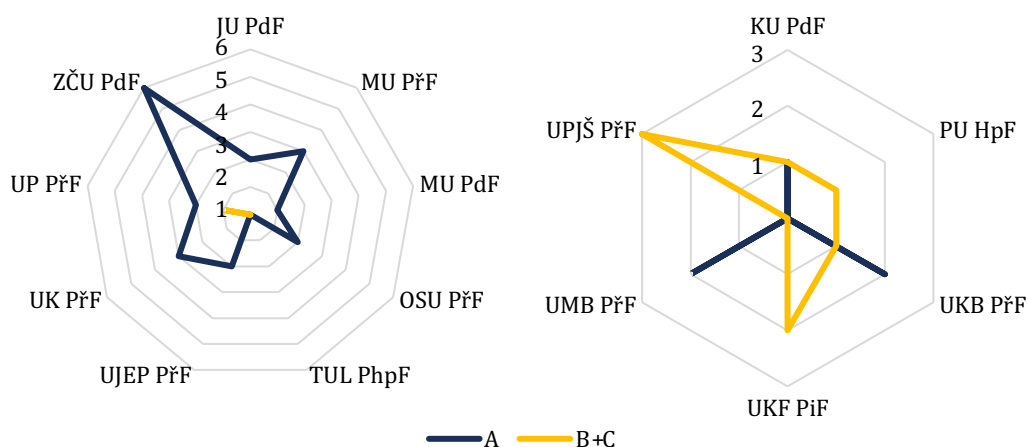 JU PdF
MU PřF
MU PdF
OSU PřF
TUL PhpF
UJEP PřF
UK PřF
UP PřF
ZČU PdF
6
5
4
3
2
1
KU PdF
PU HpF
UKB PřF
UKF PiF
UMB PřF
UPJŠ PřF
3
2
1
A
B+C